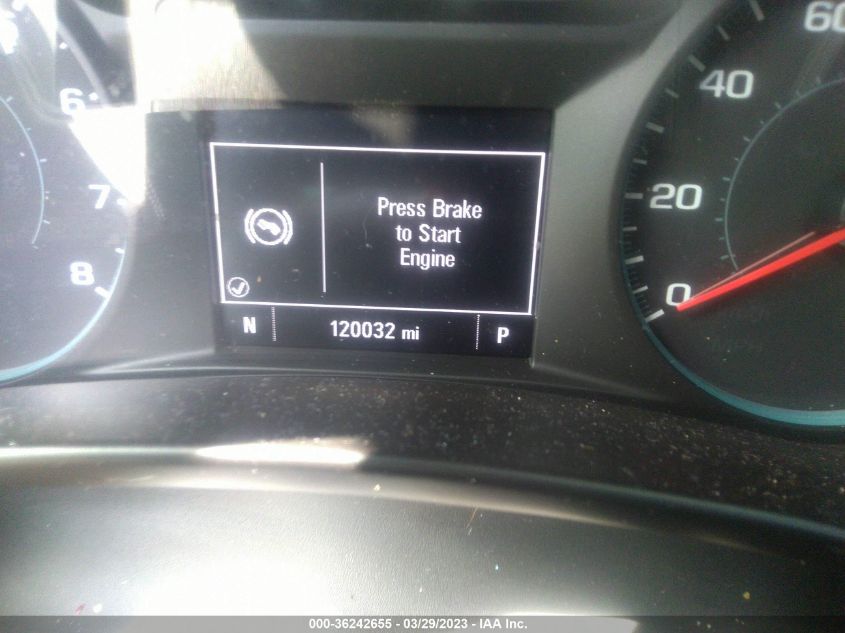 60
6
40
7
20
8
0
Press Brake
to Start
Engine
N 120032 mi P
000-36242655 - 03/29/2023 - IAA Inc.